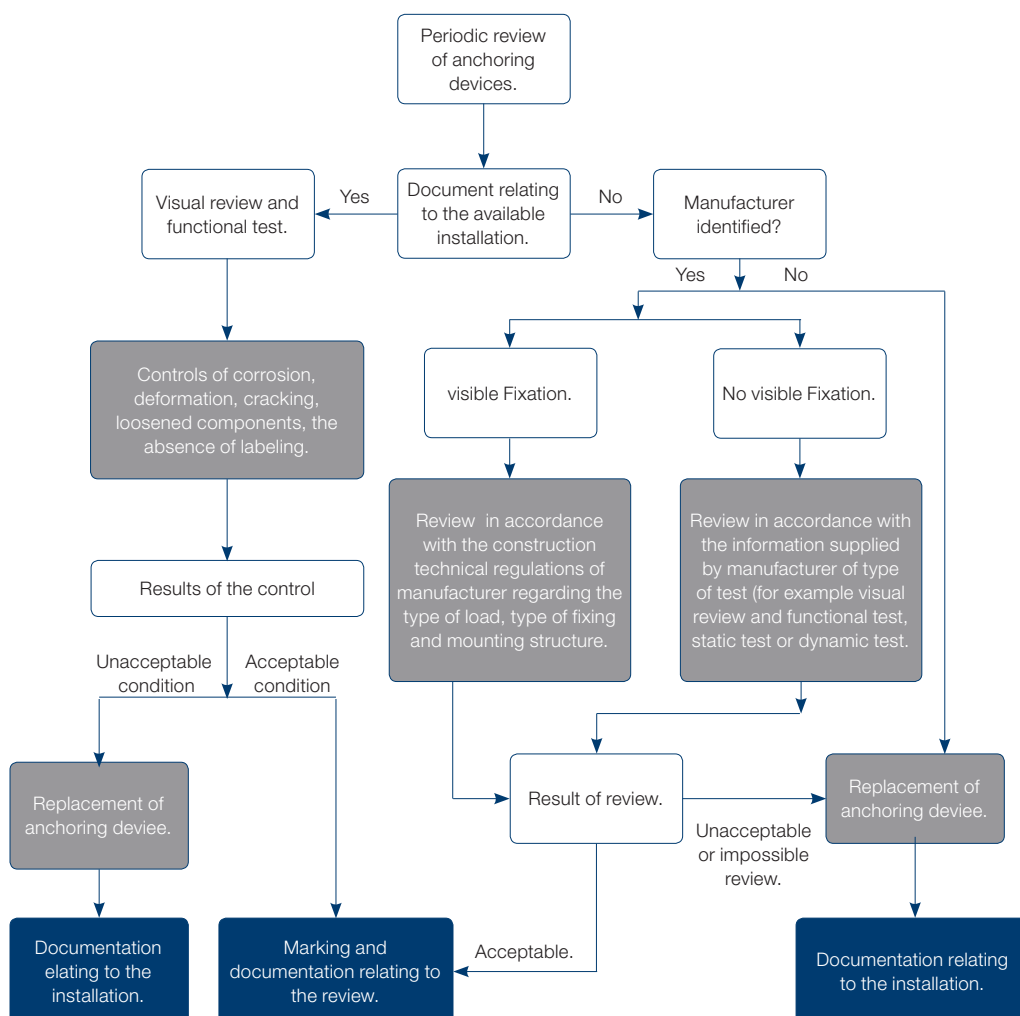 Periodic review
of anchoring
devices.
Yes
No
Visual review and
functional test.
Document relating
to the available
installation.
Manufacturer
identified?
Yes
No
Controls of corrosion,
deformation, cracking,
loosened components, the
absence of labeling.
visible Fixation.
No visible Fixation.
Review in accordance
with the construction
technical regulations of
manufacturer regarding the
type of load, type of fixing
and mounting structure.
Review in accordance with
the information supplied
by manufacturer of type
of test (for example visual
review and functional test,
static test or dynamic test.
Results of the control
Unacceptable
condition
Acceptable
condition
Replacement of
anchoring deviee.
Result of review.
Unacceptable
or impossible
review.
Replacement of
anchoring deviee.
Documentation
elating to the
installation.
Marking and
documentation relating to
the review.
Acceptable.
Documentation relating
to the installation.